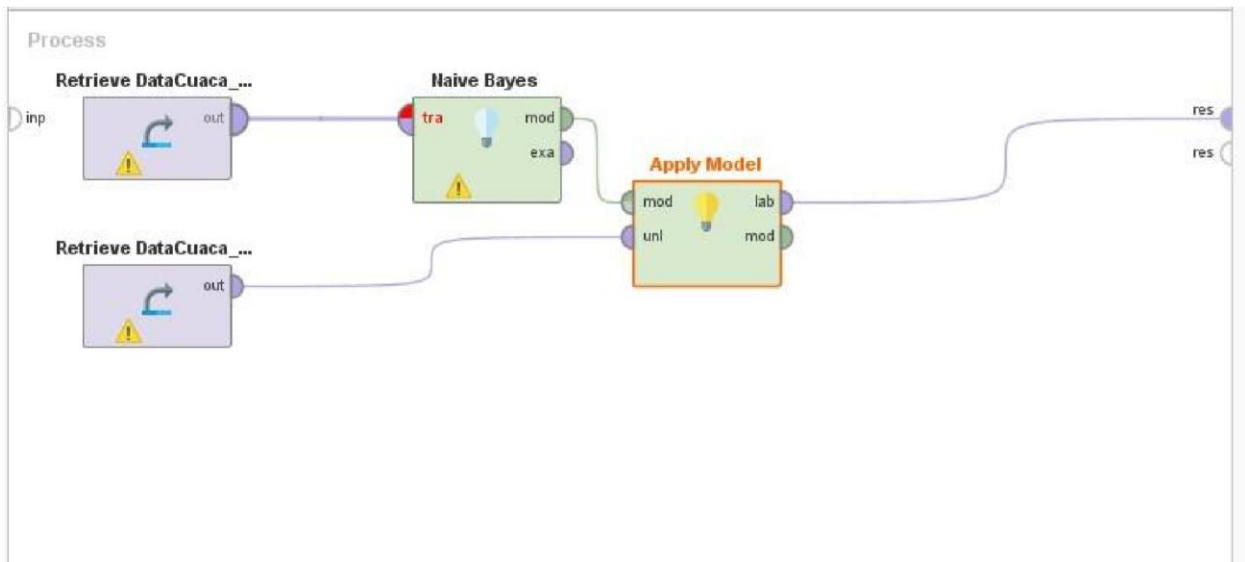 Process
Retrieve DataCuaca_...
inp
out
Naive Bayes
tra
mod
exa
Apply Model
mod
lab
unl
mod
res
res
Retrieve DataCuaca_...
out